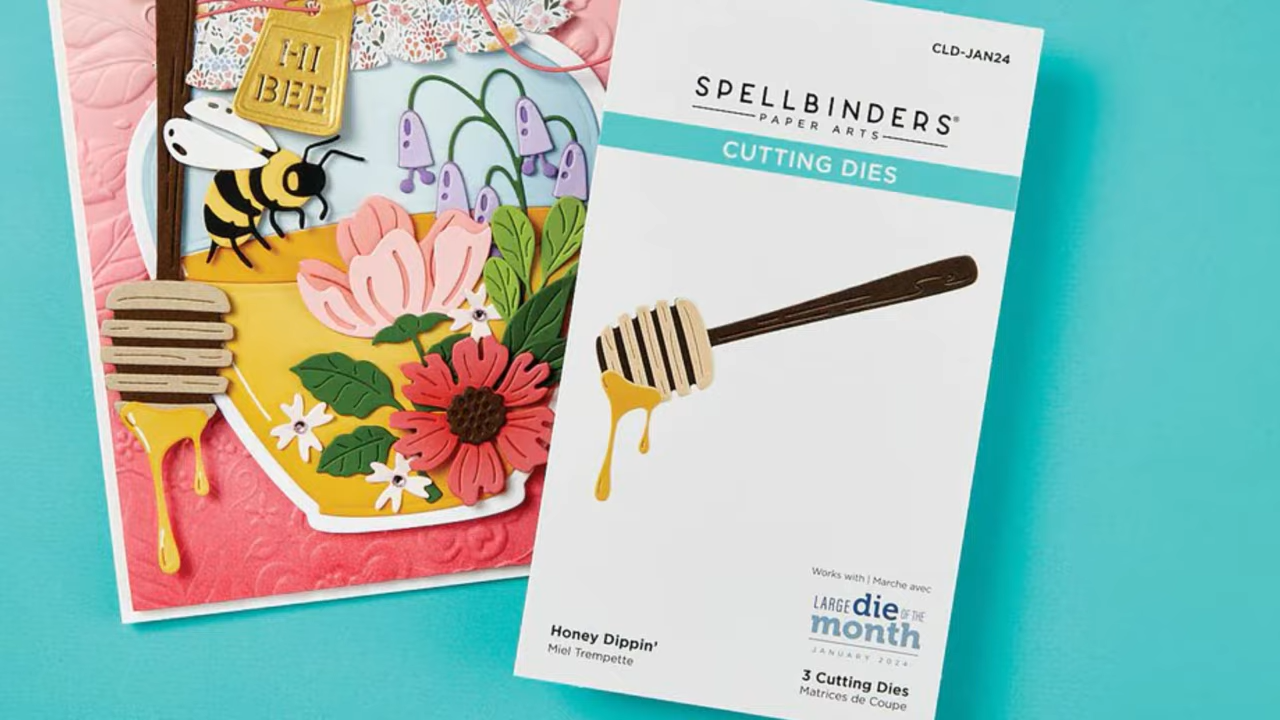 HI
BEE
CLD-JAN24
SPELLBINDERS®
PAPER ARTS
CUTTING DIES
Works with | Marche avec
LARGE die OF THE
month
JANUARY 2024
Honey Dippin'
Miel Trempette
3 Cutting Dies
Matrices de Coupe